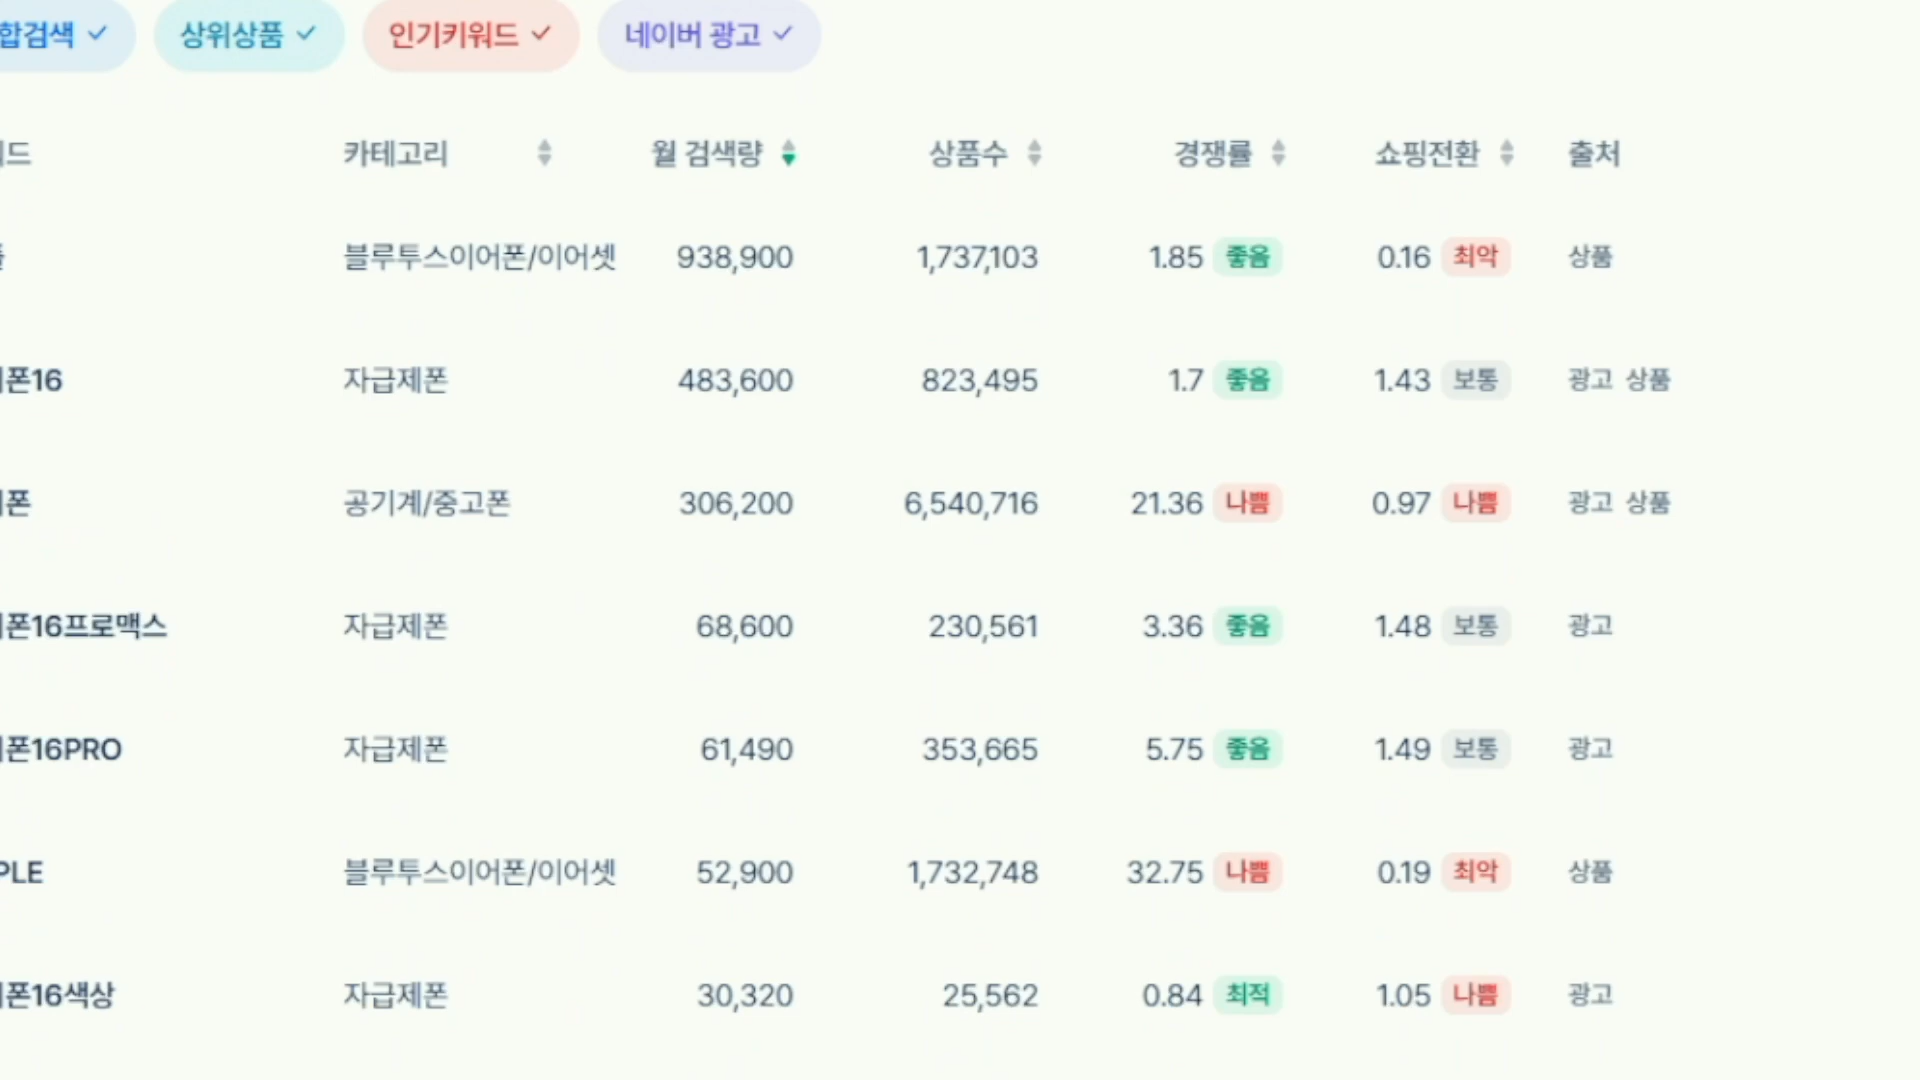 합검색 상위상품 인기키워드 네이버 광고
드 카테고리 월 검색량 상품수 경쟁률 쇼핑전환 출처
블루투스이어폰/이어셋 938,900 1,737,103 1.85 좋음 0.16 최악 상품
폰16 자급제폰 483,600 823,495 1.7 좋음 1.43 보통 광고 상품
폰 공기계/중고폰 306,200 6,540,716 21.36 나쁨 0.97 나쁨 광고 상품
폰16프로맥스 자급제폰 68,600 230,561 3.36 좋음 1.48 보통 광고
폰16PRO 자급제폰 61,490 353,665 5.75 좋음 1.49 보통 광고
PLE 블루투스이어폰/이어셋 52,900 1,732,748 32.75 나쁨 0.19 최악 상품
폰16색상 자급제폰 30,320 25,562 0.84 최적 1.05 나쁨 광고